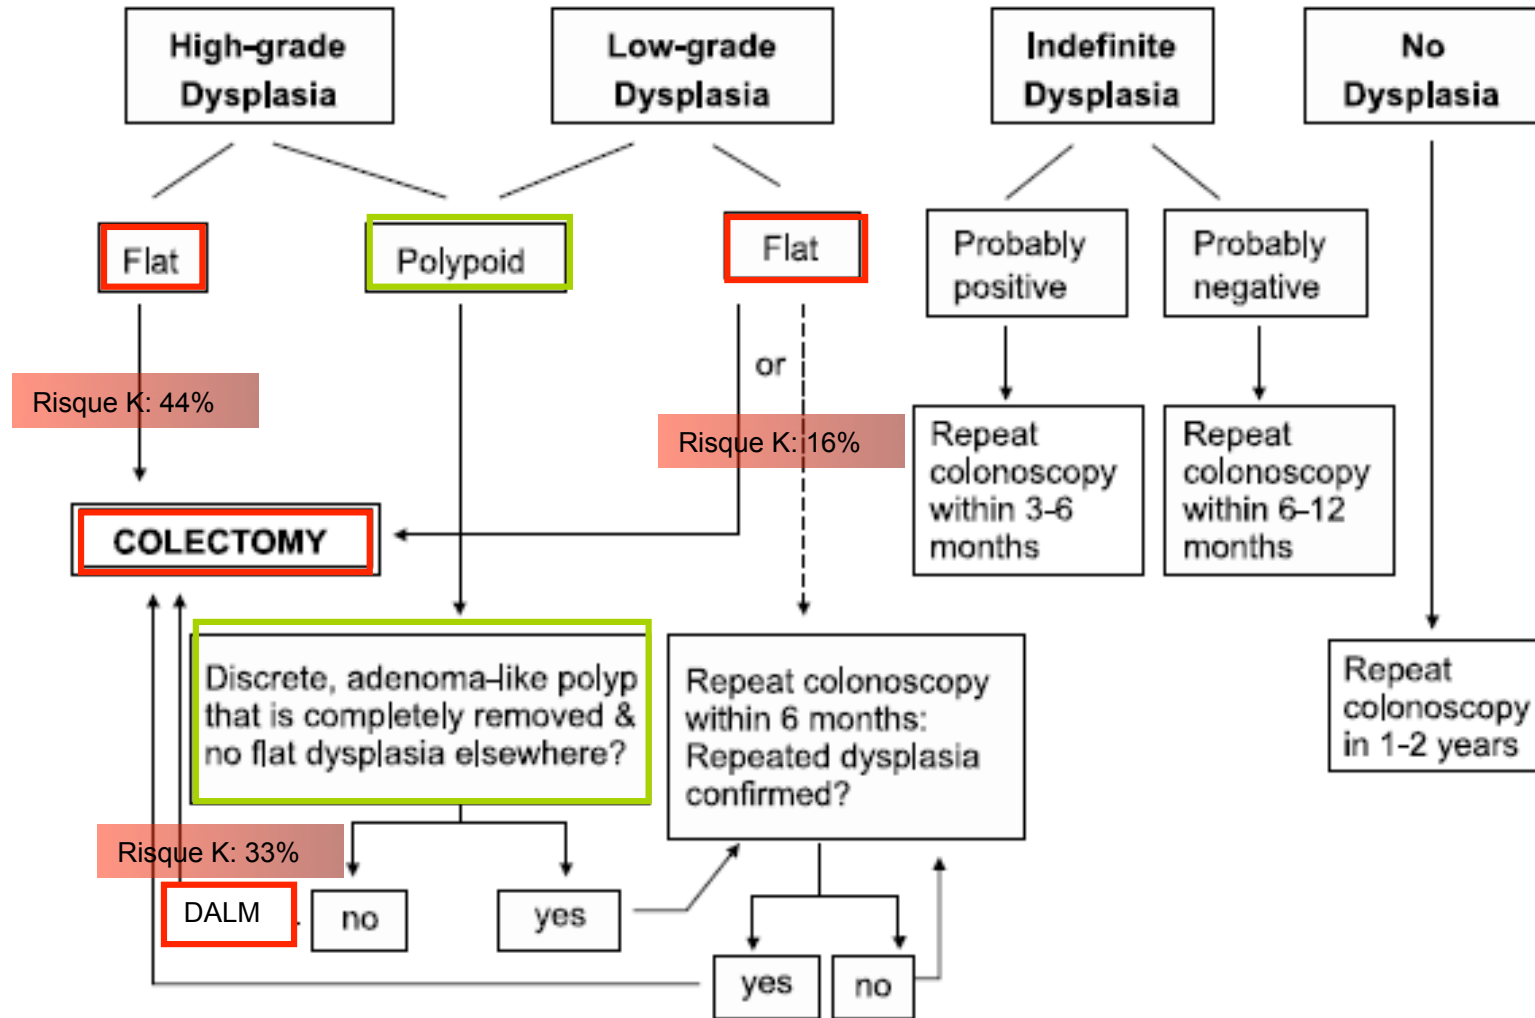 High-grade
Dysplasia
Low-grade
Dysplasia
Indefinite
Dysplasia
No
Dysplasia
Flat
Polypoid
Flat
Probably
positive
Probably
negative
or
Risque K: 44%
Risque K: 16%
Repeat
colonoscopy
within 3-6
months
Repeat
colonoscopy
within 6-12
months
COLECTOMY
Discrete, adenoma-like polyp
that is completely removed &
no flat dysplasia elsewhere?
Repeat colonoscopy
within 6 months:
Repeated dysplasia
confirmed?
Repeat
colonoscopy
in 1-2 years
Risque K: 33%
DALM
no
yes
yes
no